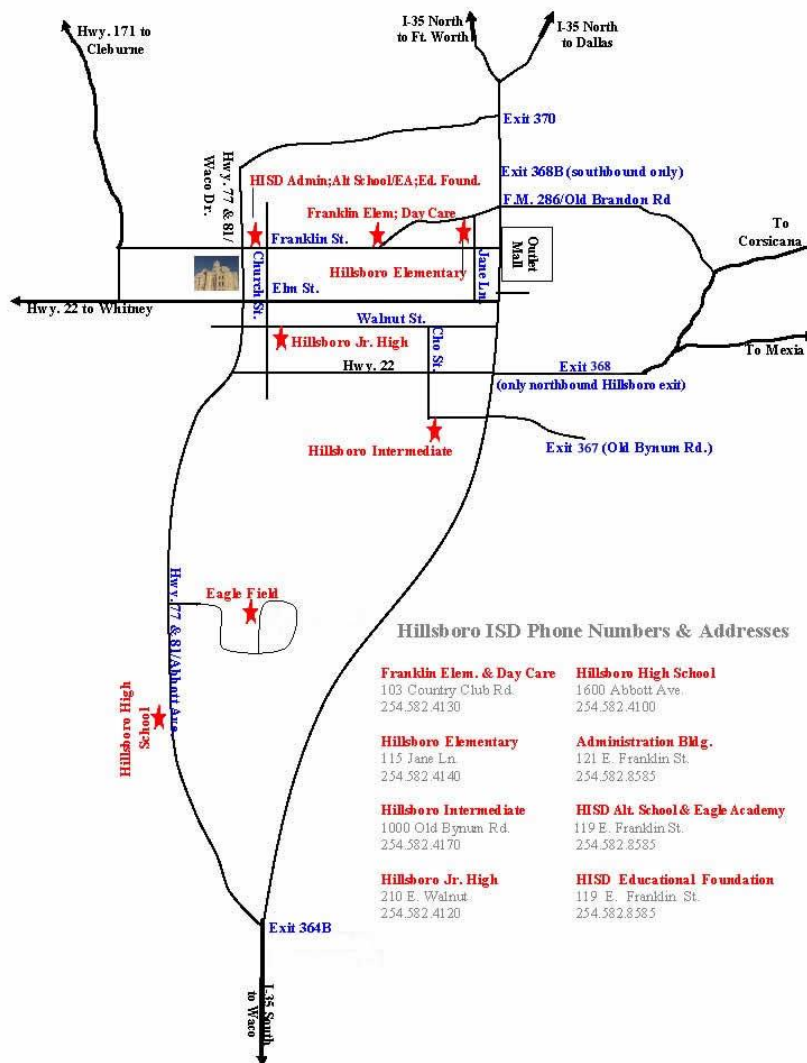 Hwy. 171 to
Cleburne
I-35 North
to Ft. Worth
I-35 North
to Dallas
Exit 370
Hwy. 77 & 81/
Waco Dr.
Exit 368B (southbound only)
HISD Admin;Alt School/EA;Ed. Found.
F.M. 286/Old Brandon Rd
Franklin Elem; Day Care
To
Corsicana
Franklin St.
Outlet
Mall
Hillsboro Elementary
Jane Ln.
Church St.
Elm St.
Hwy. 22 to Whitney
Walnut St.
Hillsboro Jr. High
Cho St.
To Mexia
Hwy. 22
Exit 368
(only northbound Hillsboro exit)
Hillsboro Intermediate
Exit 367 (Old Bynum Rd.)
Hwy. 77 & 81/Abbott Ave.
Eagle Field
Hillsboro High
School
Hillsboro ISD Phone Numbers & Addresses
Franklin Elem. & Day Care
103 Country Club Rd.
254.582.4130
Hillsboro Elementary
115 Jane Ln.
254.582.4140
Hillsboro Intermediate
1000 Old Bynum Rd.
254.582.4170
Hillsboro Jr. High
210 E. Walnut
254.582.4120
Hillsboro High School
1600 Abbott Ave.
254.582.4100
Administration Bldg.
121 E. Franklin St.
254.582.8585
HISD Alt. School & Eagle Academy
119 E. Franklin St.
254.582.8585
HISD Educational Foundation
119 E. Franklin St.
254.582.8585
Exit 364B
I-35 South
to Waco